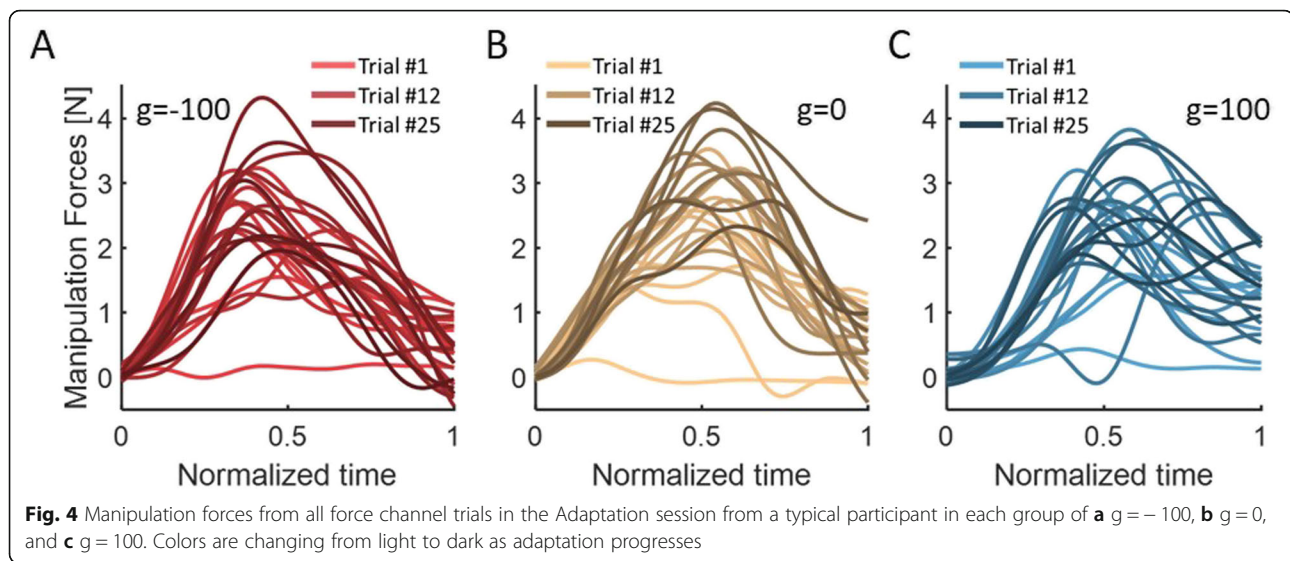 A
Trial #1
Trial #12
Trial #25
g=-100
Manipulation Forces [N]
4
3
2
1
0
0
0.5
1
Normalized time
B
Trial #1
Trial #12
Trial #25
g=0
4
3
2
1
0
0
0.5
1
Normalized time
C
Trial #1
Trial #12
Trial #25
g=100
4
3
2
1
0
0
0.5
1
Normalized time
Fig. 4 Manipulation forces from all force channel trials in the Adaptation session from a typical participant in each group of a g = − 100, b g = 0,
and c g = 100. Colors are changing from light to dark as adaptation progresses